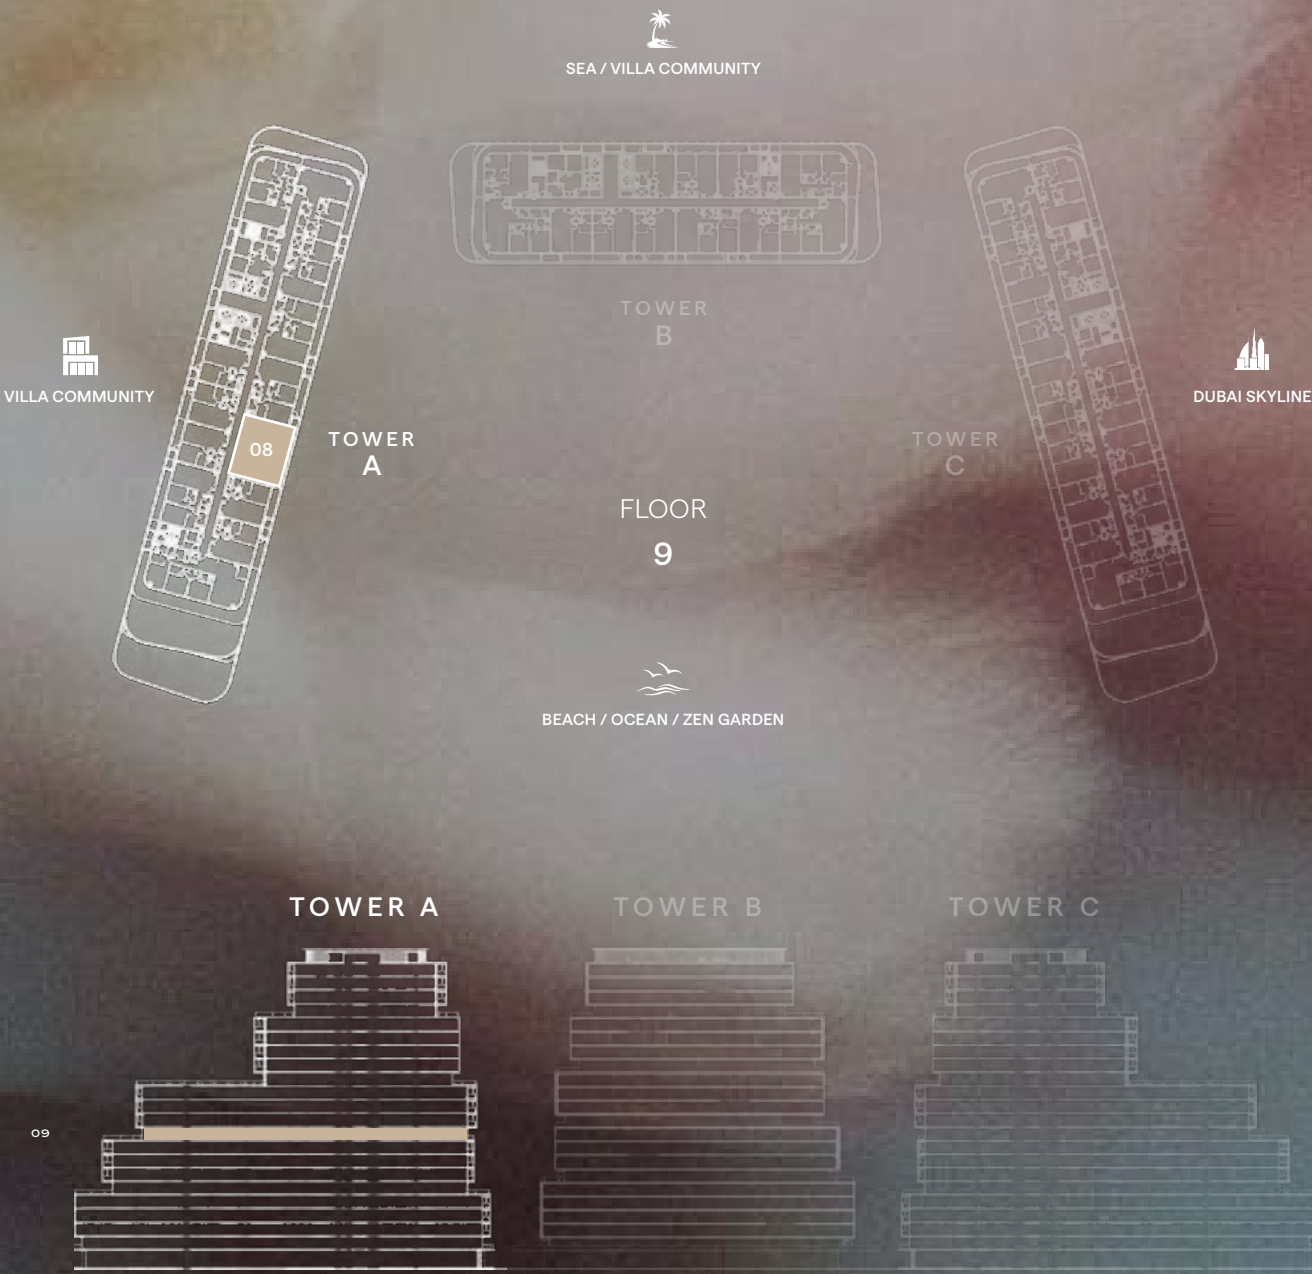 SEA / VILLA COMMUNITY
TOWER
B
VILLA COMMUNITY
DUBAI SKYLINE
08
TOWER
A
TOWER
C
FLOOR
9
BEACH / OCEAN / ZEN GARDEN
TOWER A
TOWER B
TOWER C
09